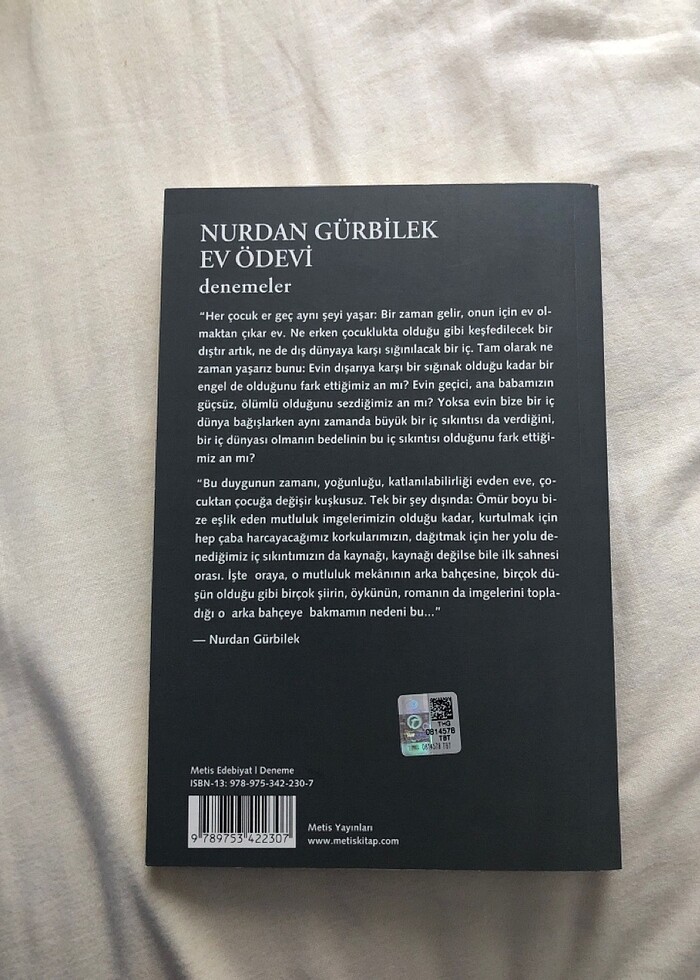 NURDAN GÜRBİLEK
EV ÖDEVİ
denemeler
“Her çocuk er geç aynı şeyi yaşar: Bir zaman gelir, onun için ev ol-
maktan çıkar ev. Ne erken çocuklukta olduğu gibi keşfedilecek bir
dıştır artık, ne de dış dünyaya karşı sığınılacak bir iç. Tam olarak ne
zaman yaşarız bunu: Evin dışarıya karşı bir sığınak olduğu kadar bir
engel de olduğunu fark ettiğimiz an mı? Evin geçici, ana babamızın
güçsüz, ölümlü olduğunu sezdiğimiz an mı? Yoksa evin bize bir iç
dünya bağışlarken aynı zamanda büyük bir iç sıkıntısı da verdiğini,
bir iç dünyası olmanın bedelinin bu iç sıkıntısı olduğunu fark ettiği-
miz an mı?
“Bu duygunun zamanı, yoğunluğu, katlanılabilirliği evden eve, ço-
cuktan çocuğa değişir kuşkusuz. Tek bir şey dışında: Ömür boyu bi-
ze eşlik eden mutluluk imgelerimizin olduğu kadar, kurtulmak için
hep çaba harcayacağımız korkularımızın, dağıtmak için her yolu de-
nediğimiz iç sıkıntımızın da kaynağı, kaynağı değilse bile ilk sahnesi
orası. İşte oraya, o mutluluk mekânının arka bahçesine, birçok dü-
şün olduğu gibi birçok şiirin, öykünün, romanın da imgelerini topla-
dığı o arka bahçeye bakmamın nedeni bu...”
— Nurdan Gürbilek
THG
0814578
TBT
0814578 TBT
Metis Edebiyat | Deneme
ISBN-13: 978-975-342-230-7
9 789753 422307
Metis Yayınları
www.metiskitap.com